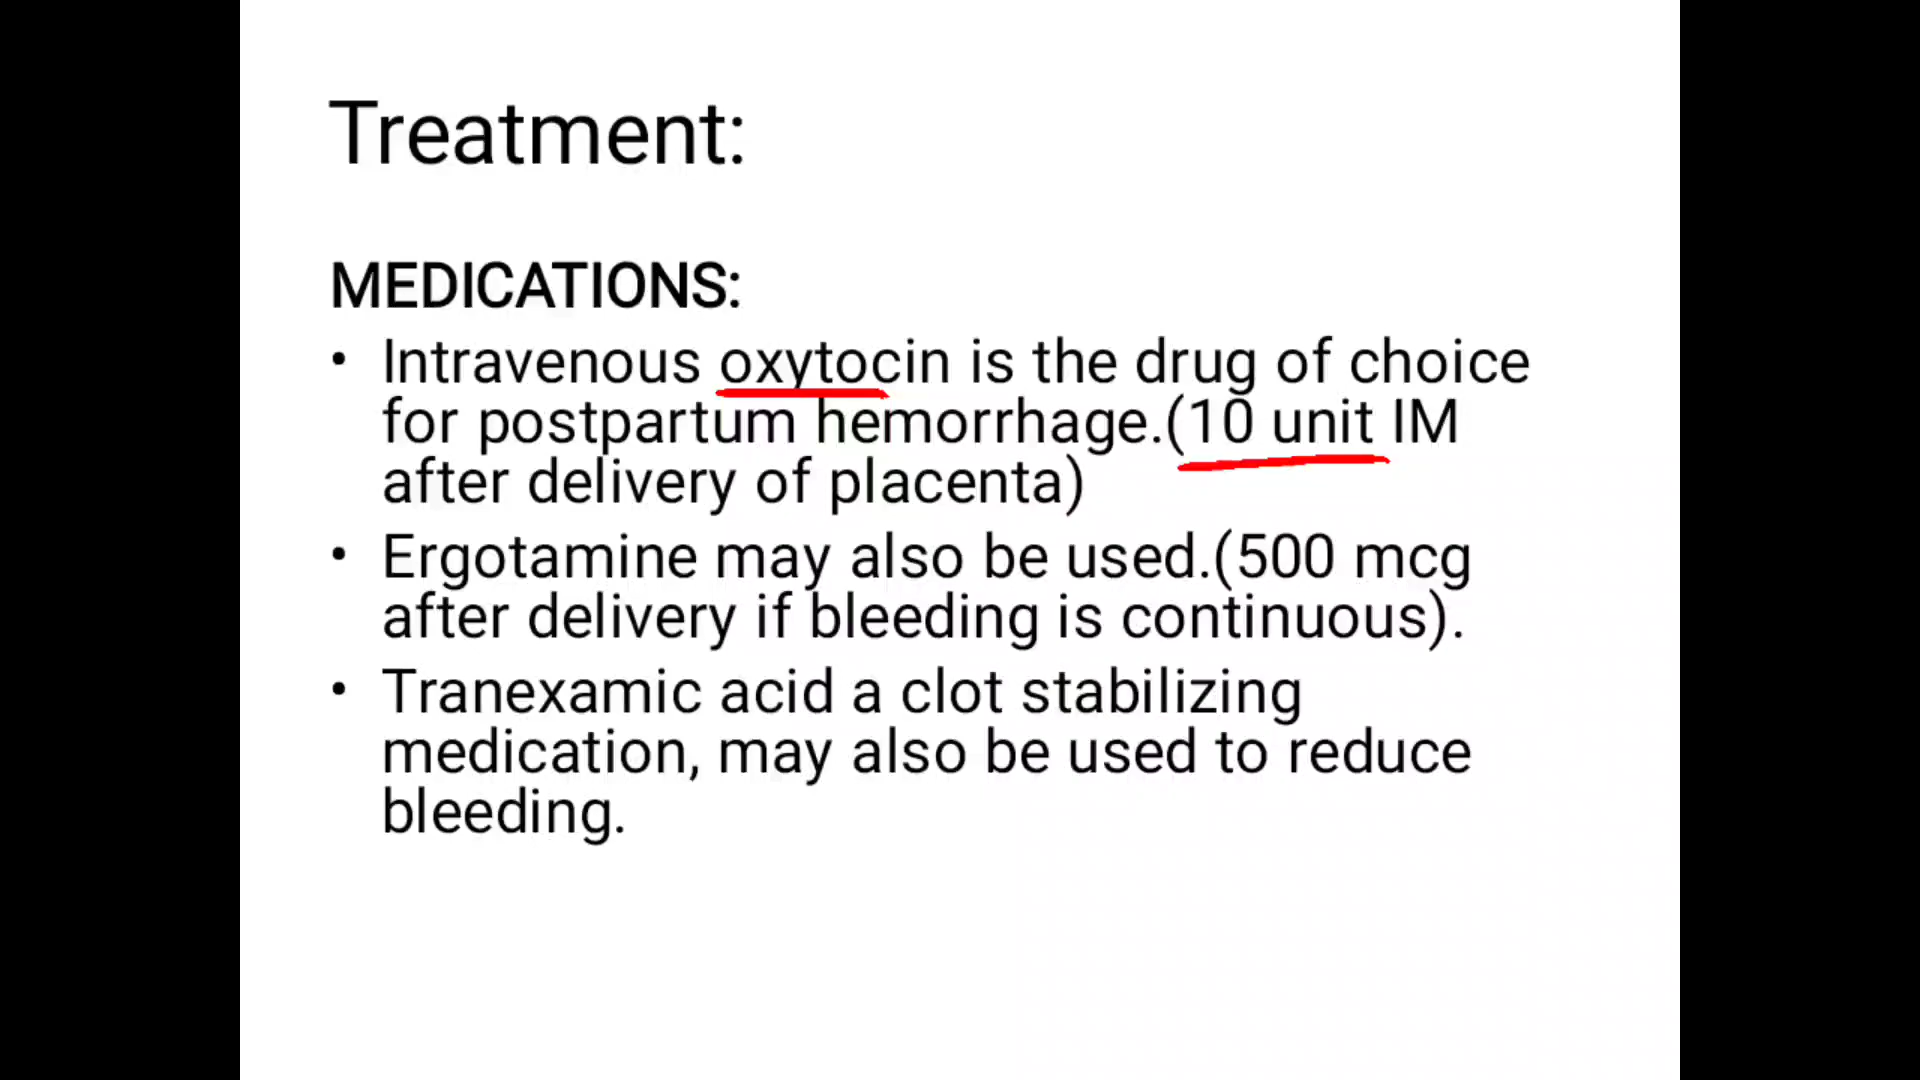 Treatment:
MEDICATIONS:
• Intravenous oxytocin is the drug of choice
for postpartum hemorrhage.(10 unit IM
after delivery of placenta)
• Ergotamine may also be used.(500 mcg
after delivery if bleeding is continuous).
• Tranexamic acid a clot stabilizing
medication, may also be used to reduce
bleeding.